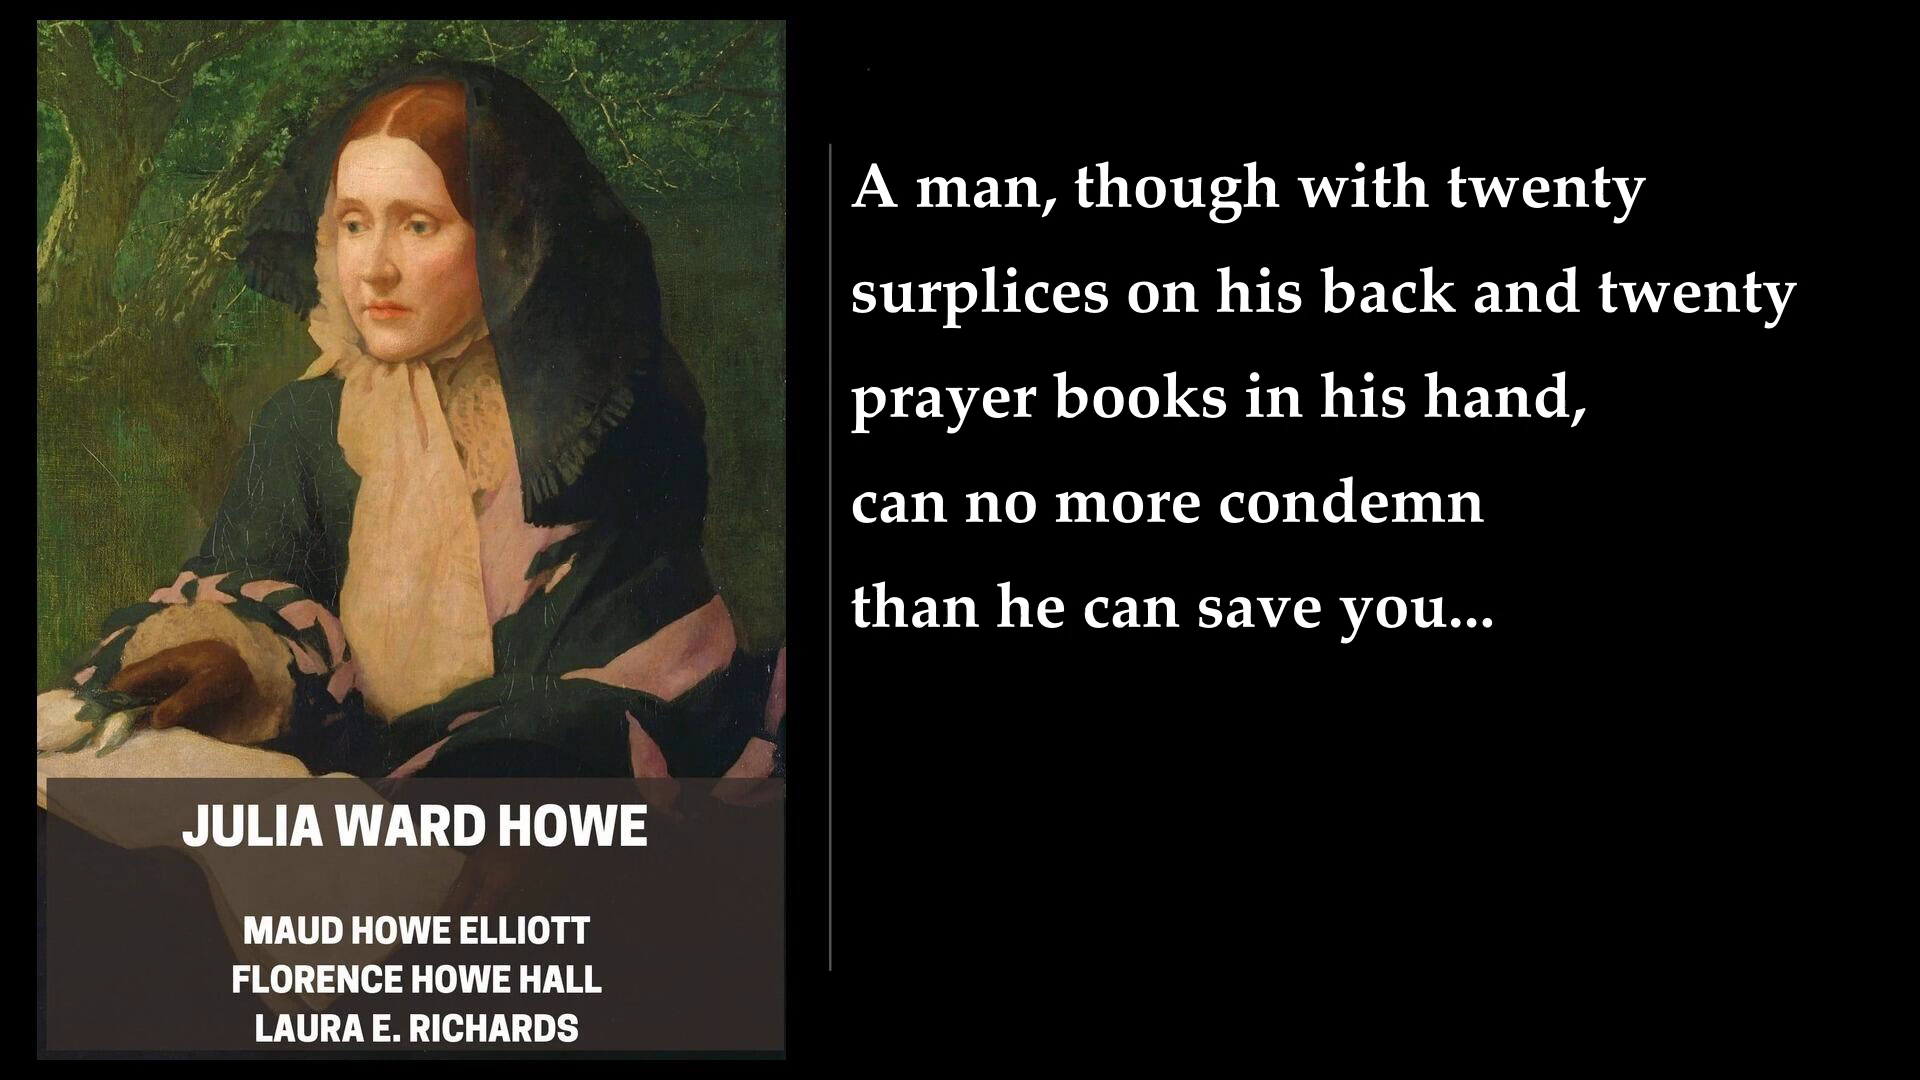 JULIA WARD HOWE
MAUD HOWE ELLIOTT
FLORENCE HOWE HALL
LAURA E. RICHARDS
A man, though with twenty
surplices on his back and twenty
prayer books in his hand,
can no more condemn
than he can save you...